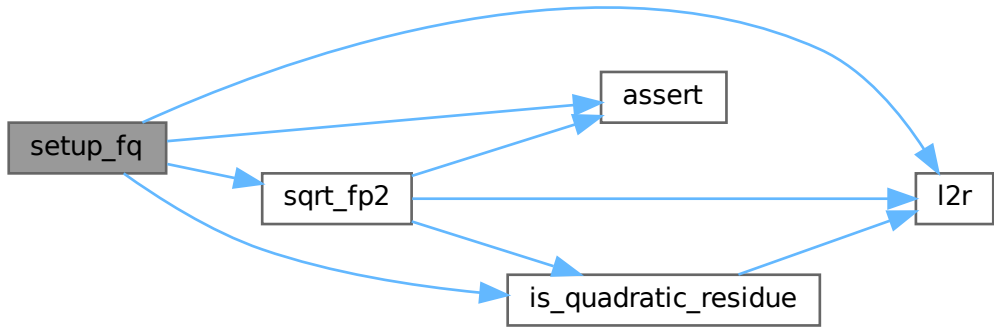 setup_fq
assert
sqrt_fp2
l2r
is_quadratic_residue